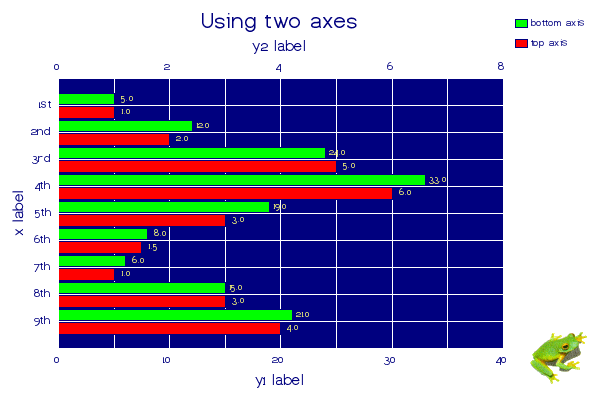 Using two axes
y2 label
bottom axis
top axis
0 2 4 6 8
x label
1st
5.0
1.0
2nd
12.0
2.0
3rd
24.0
5.0
4th
33.0
6.0
5th
19.0
3.0
6th
8.0
1.5
7th
6.0
1.0
8th
15.0
3.0
9th
21.0
4.0
0 10 20 30 40
y1 label